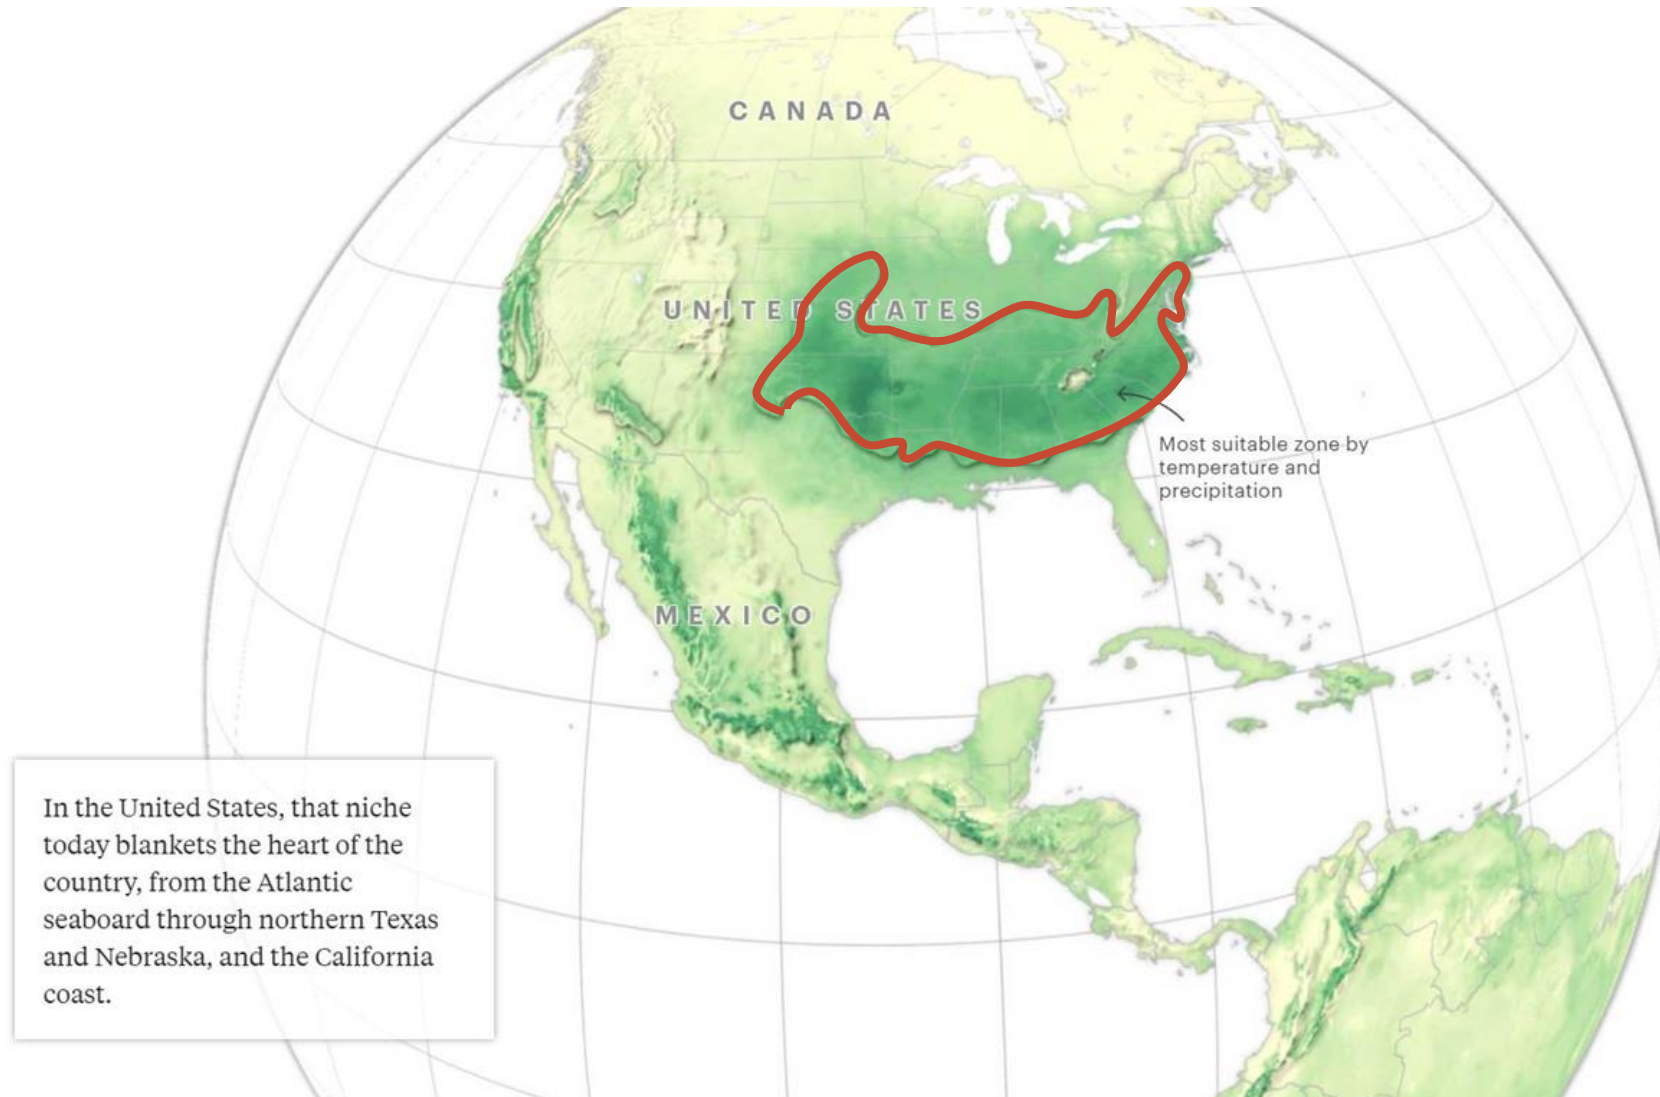 CANADA
UNITED STATES
Most suitable zone by
temperature and
precipitation
MEXICO
In the United States, that niche
today blankets the heart of the
country, from the Atlantic
seaboard through northern Texas
and Nebraska, and the California
coast.